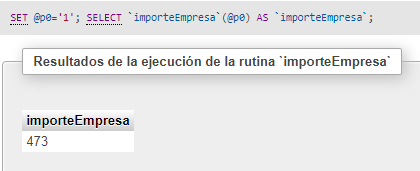 SET @p0='1'; SELECT `importeEmpresa`(@p0) AS `importeEmpresa`;
Resultados de la ejecución de la rutina `importeEmpresa`
importeEmpresa
473